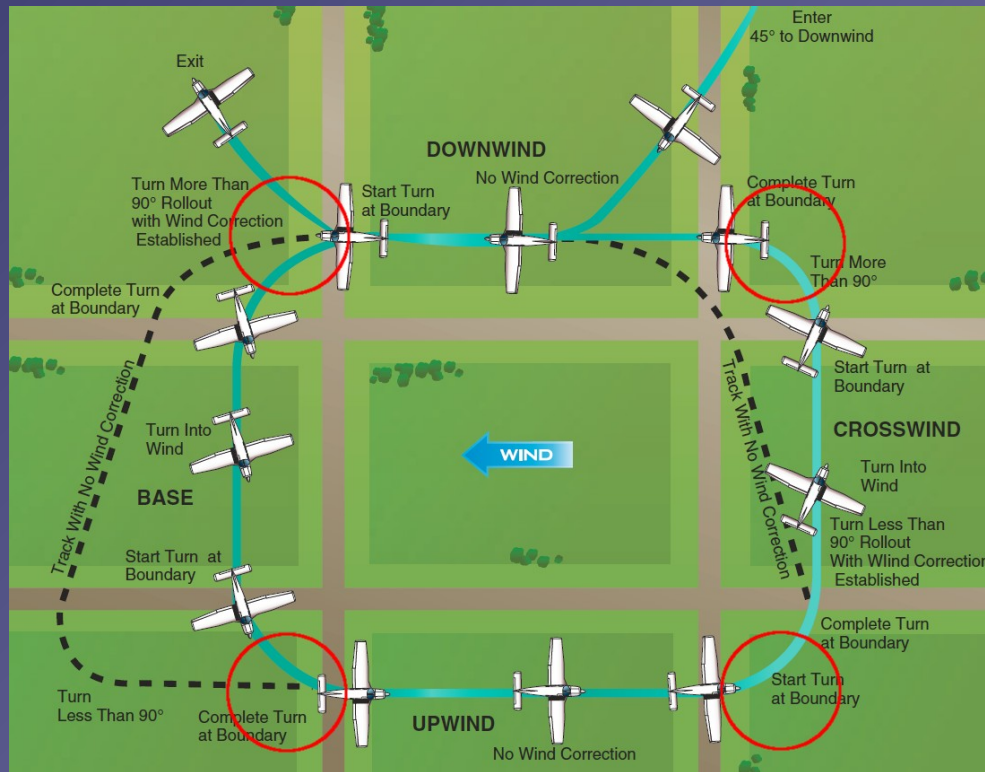 Enter
45° to Downwind
Exit
DOWNWIND
No Wind Correction
Start Turn
at Boundary
Turn More Than
90° Rollout
with Wind Correction
Established
Complete Turn
at Boundary
Turn More
Than 90°
Complete Turn
at Boundary
Start Turn at
Boundary
Track With No Wind Correction
Track With No Wind Correction
CROSSWIND
Turn Into
Wind
WIND
Turn Into
Wind
BASE
Turn Less Than
90° Rollout
With WIind Correction
Established
Start Turn at
Boundary
Complete Turn
at Boundary
Start Turn
at Boundary
Turn
Less Than 90°
Complete Turn
at Boundary
UPWIND
No Wind Correction